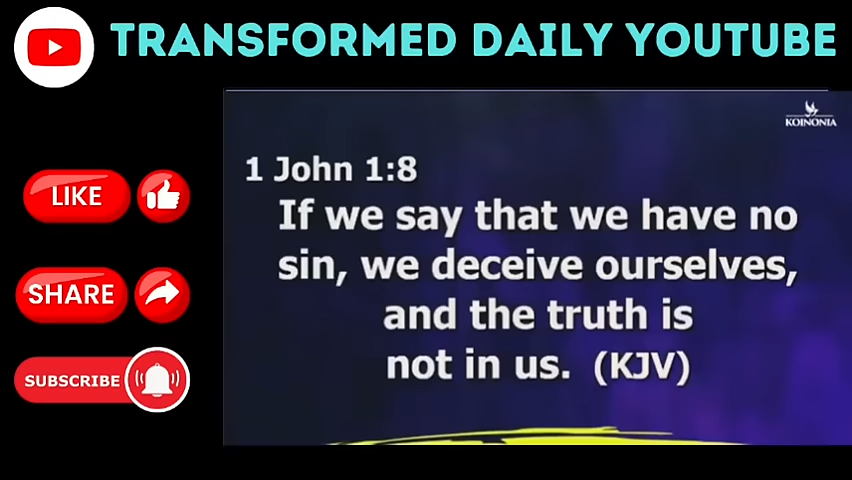 TRANSFORMED DAILY YOUTUBE
KOINONIA
1 John 1:8
If we say that we have no
sin, we deceive ourselves,
and the truth is
not in us. (KJV)
LIKE
SHARE
SUBSCRIBE